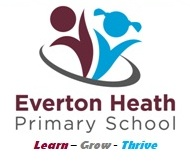 Everton Heath
Primary School
Learn – Grow - Thrive